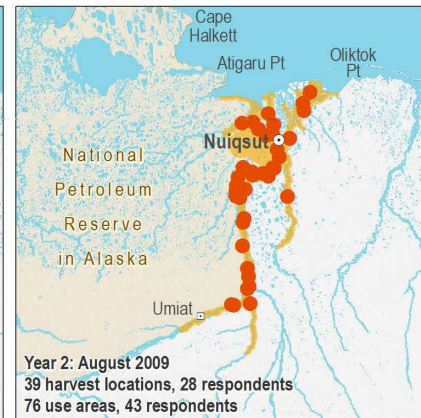 Cape
Halkett
Atigaru Pt
Oliktok
Pt
Nuiqsut
National
Petroleum
Reserve
in Alaska
Umiat
Year 2: August 2009
39 harvest locations, 28 respondents
76 use areas, 43 respondents